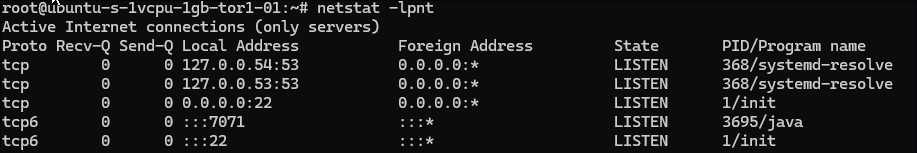 root@ubuntu-s-1vcpu-1gb-tor1-01:~# netstat -lpnt
Active Internet connections (only servers)
Proto Recv-Q Send-Q Local Address           Foreign Address         State       PID/Program name
tcp        0      0 127.0.0.54:53           0.0.0.0:*               LISTEN      368/systemd-resolve
tcp        0      0 127.0.0.53:53           0.0.0.0:*               LISTEN      368/systemd-resolve
tcp        0      0 0.0.0.0:22              0.0.0.0:*               LISTEN      1/init
tcp6       0      0 :::7071                 :::*                    LISTEN      3695/java
tcp6       0      0 :::22                   :::*                    LISTEN      1/init